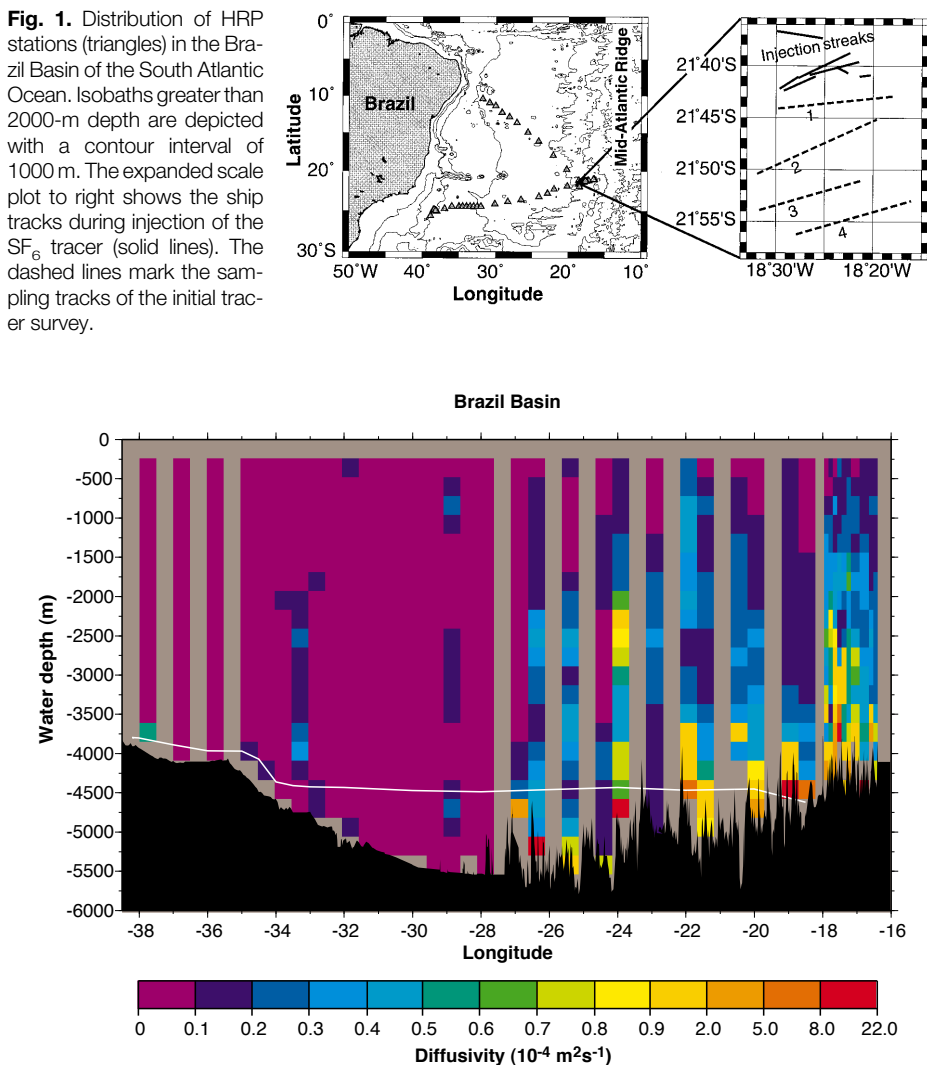 Fig. 1. Distribution of HRP
stations (triangles) in the Bra-
zil Basin of the South Atlantic
Ocean. Isobaths greater than
2000-m depth are depicted
with a contour interval of
1000 m. The expanded scale
plot to right shows the ship
tracks during injection of the
SF6 tracer (solid lines). The
dashed lines mark the sam-
pling tracks of the initial trac-
er survey.
0°
10°
20°
30°S
Latitude
Brazil
Mid-Atlantic Ridge
50°W 40° 30° 20° 10° 0°
Longitude
Injection streaks
21°40'S
21°45'S
21°50'S
21°55'S
1
2
3
4
18°30'W 18°20'W
Brazil Basin
0
-500
-1000
-1500
-2000
-2500
-3000
-3500
-4000
-4500
-5000
-5500
-6000
Water depth (m)
-38 -36 -34 -32 -30 -28 -26 -24 -22 -20 -18 -16
Longitude
0 0.1 0.2 0.3 0.4 0.5 0.6 0.7 0.8 0.9 2.0 5.0 8.0 22.0
Diffusivity (10-4 m2s-1)